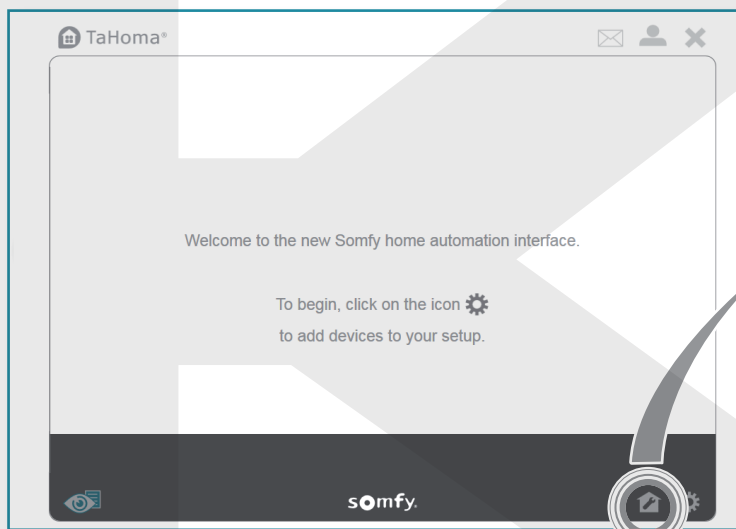 TaHoma®
Welcome to the new Somfy home automation interface.
To begin, click on the icon
to add devices to your setup.
somfy.